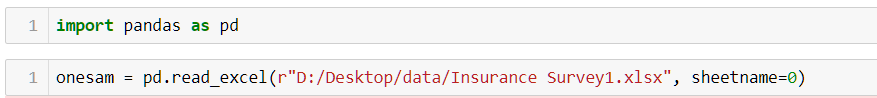 1 import pandas as pd
1 onesam = pd.read_excel(r"D:/Desktop/data/Insurance Survey1.xlsx", sheetname=0)